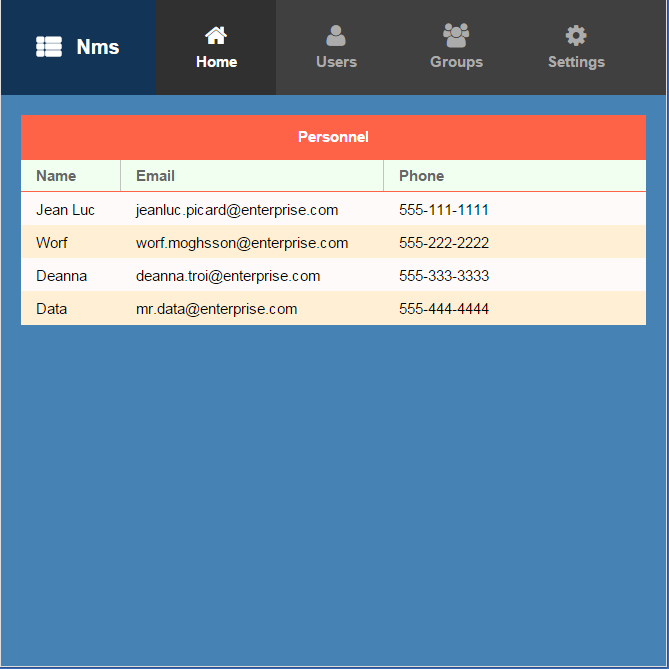 Nms
Home Users Groups Settings
Personnel
Name Email Phone
Jean Luc jeanluc.picard@enterprise.com 555-111-1111
Worf worf.moghsson@enterprise.com 555-222-2222
Deanna deanna.troi@enterprise.com 555-333-3333
Data mr.data@enterprise.com 555-444-4444